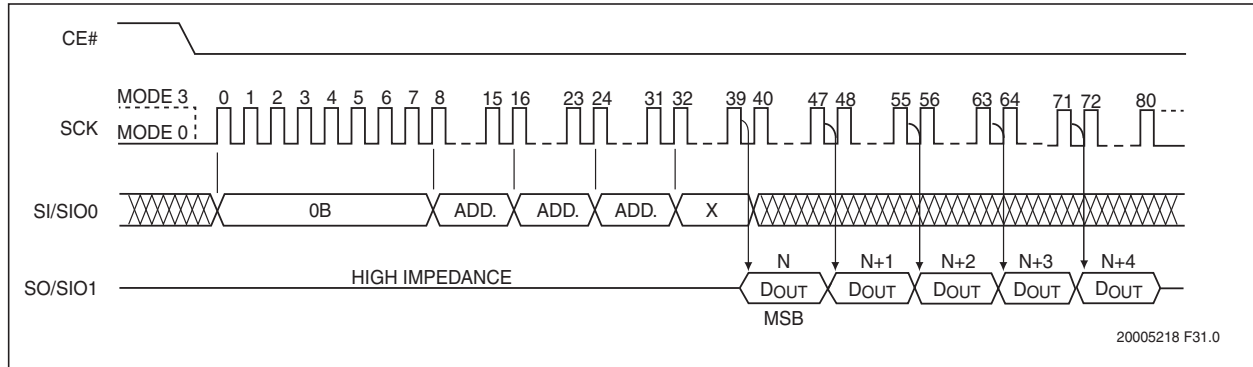 CE#
MODE 3
0 1 2 3 4 5 6 7 8 15 16 23 24 31 32 39 40 47 48 55 56 63 64 71 72 80
SCK
MODE 0
SI/SIO0
0B ADD. ADD. ADD. X
N N+1 N+2 N+3 N+4
SO/SIO1
HIGH IMPEDANCE
DOUT DOUT DOUT DOUT DOUT
MSB
20005218 F31.0